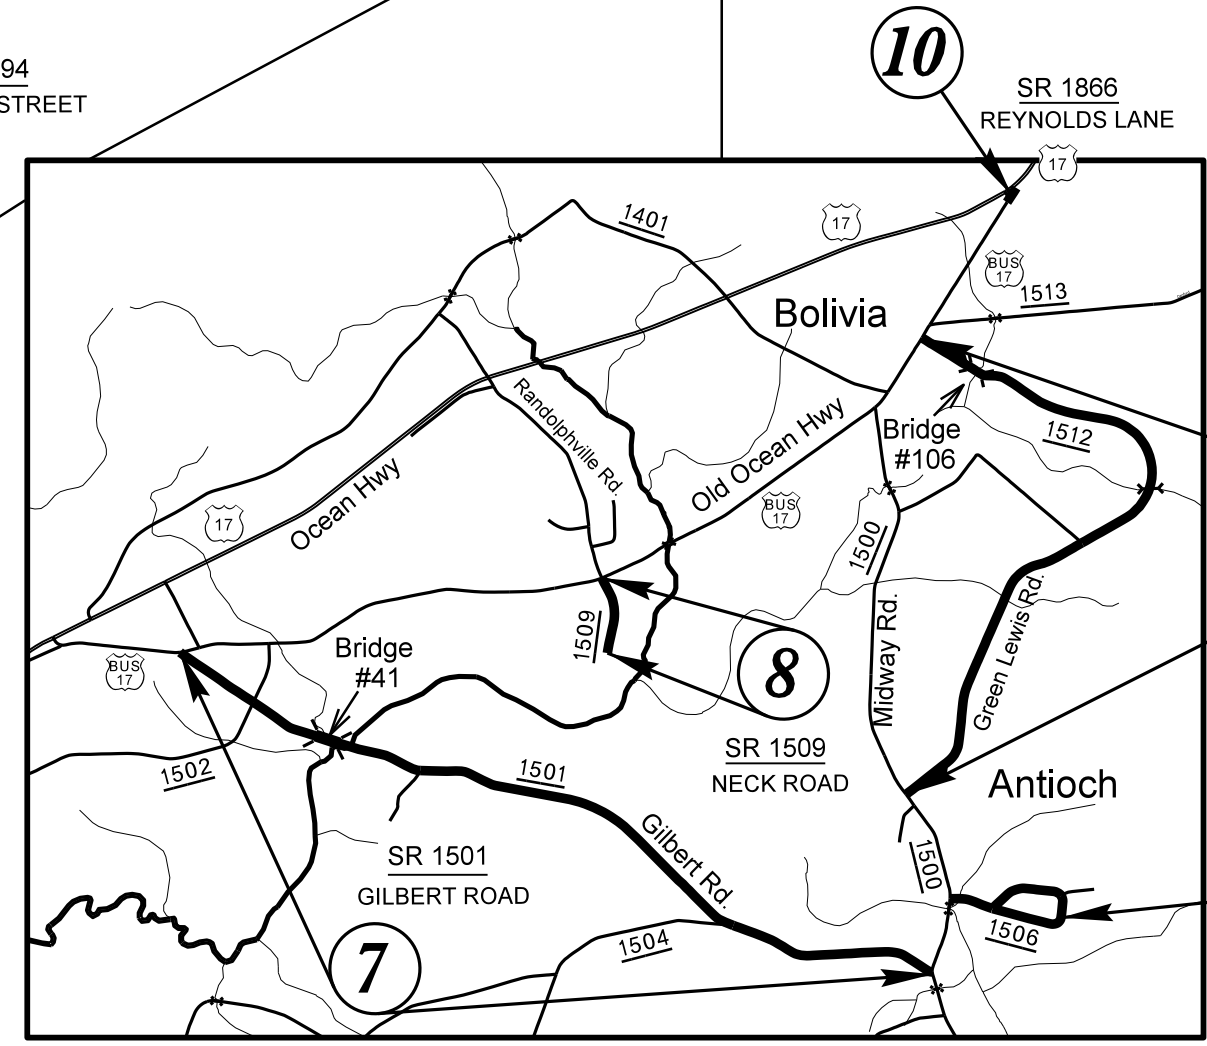 94
STREET
10
SR 1866
REYNOLDS LANE
17
1401
17
BUS
17
1513
Bolivia
Randolphville Rd.
1512
Bridge
#106
Old Ocean Hwy
BUS
17
Ocean Hwy
17
1500
1509
Midway Rd.
Green Lewis Rd.
Bridge
#41
BUS
17
8
SR 1509
NECK ROAD
1502
1501
Antioch
Gilbert Rd.
SR 1501
GILBERT ROAD
1500
1506
1504
7